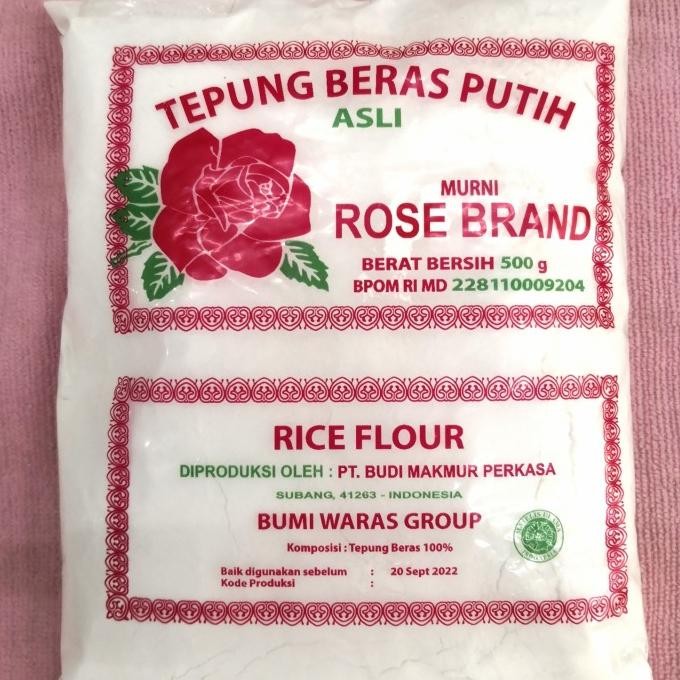 TEPUNG BERAS PUTIH
ASLI
MURNI
ROSE BRAND
BERAT BERSIH 500 g
BPOM RI MD 228110009204
RICE FLOUR
DIPRODUKSI OLEH : PT. BUDI MAKMUR PERKASA
SUBANG, 41263 - INDONESIA
BUMI WARAS GROUP
Komposisi : Tepung Beras 100%
Baik digunakan sebelum : 20 Sept 2022
Kode Produksi :